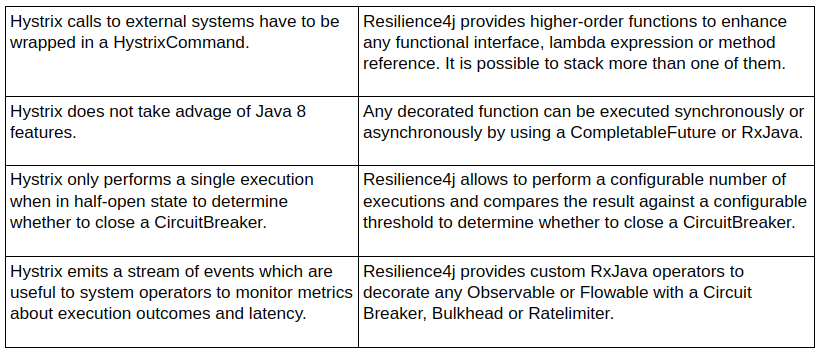 Hystrix calls to external systems have to be
wrapped in a HystrixCommand.
Resilience4j provides higher-order functions to enhance
any functional interface, lambda expression or method
reference. It is possible to stack more than one of them.
Hystrix does not take advage of Java 8
features.
Any decorated function can be executed synchronously or
asynchronously by using a CompletableFuture or RxJava.
Hystrix only performs a single execution
when in half-open state to determine
whether to close a CircuitBreaker.
Resilience4j allows to perform a configurable number of
executions and compares the result against a configurable
threshold to determine whether to close a CircuitBreaker.
Hystrix emits a stream of events which are
useful to system operators to monitor metrics
about execution outcomes and latency.
Resilience4j provides custom RxJava operators to
decorate any Observable or Flowable with a Circuit
Breaker, Bulkhead or Ratelimiter.